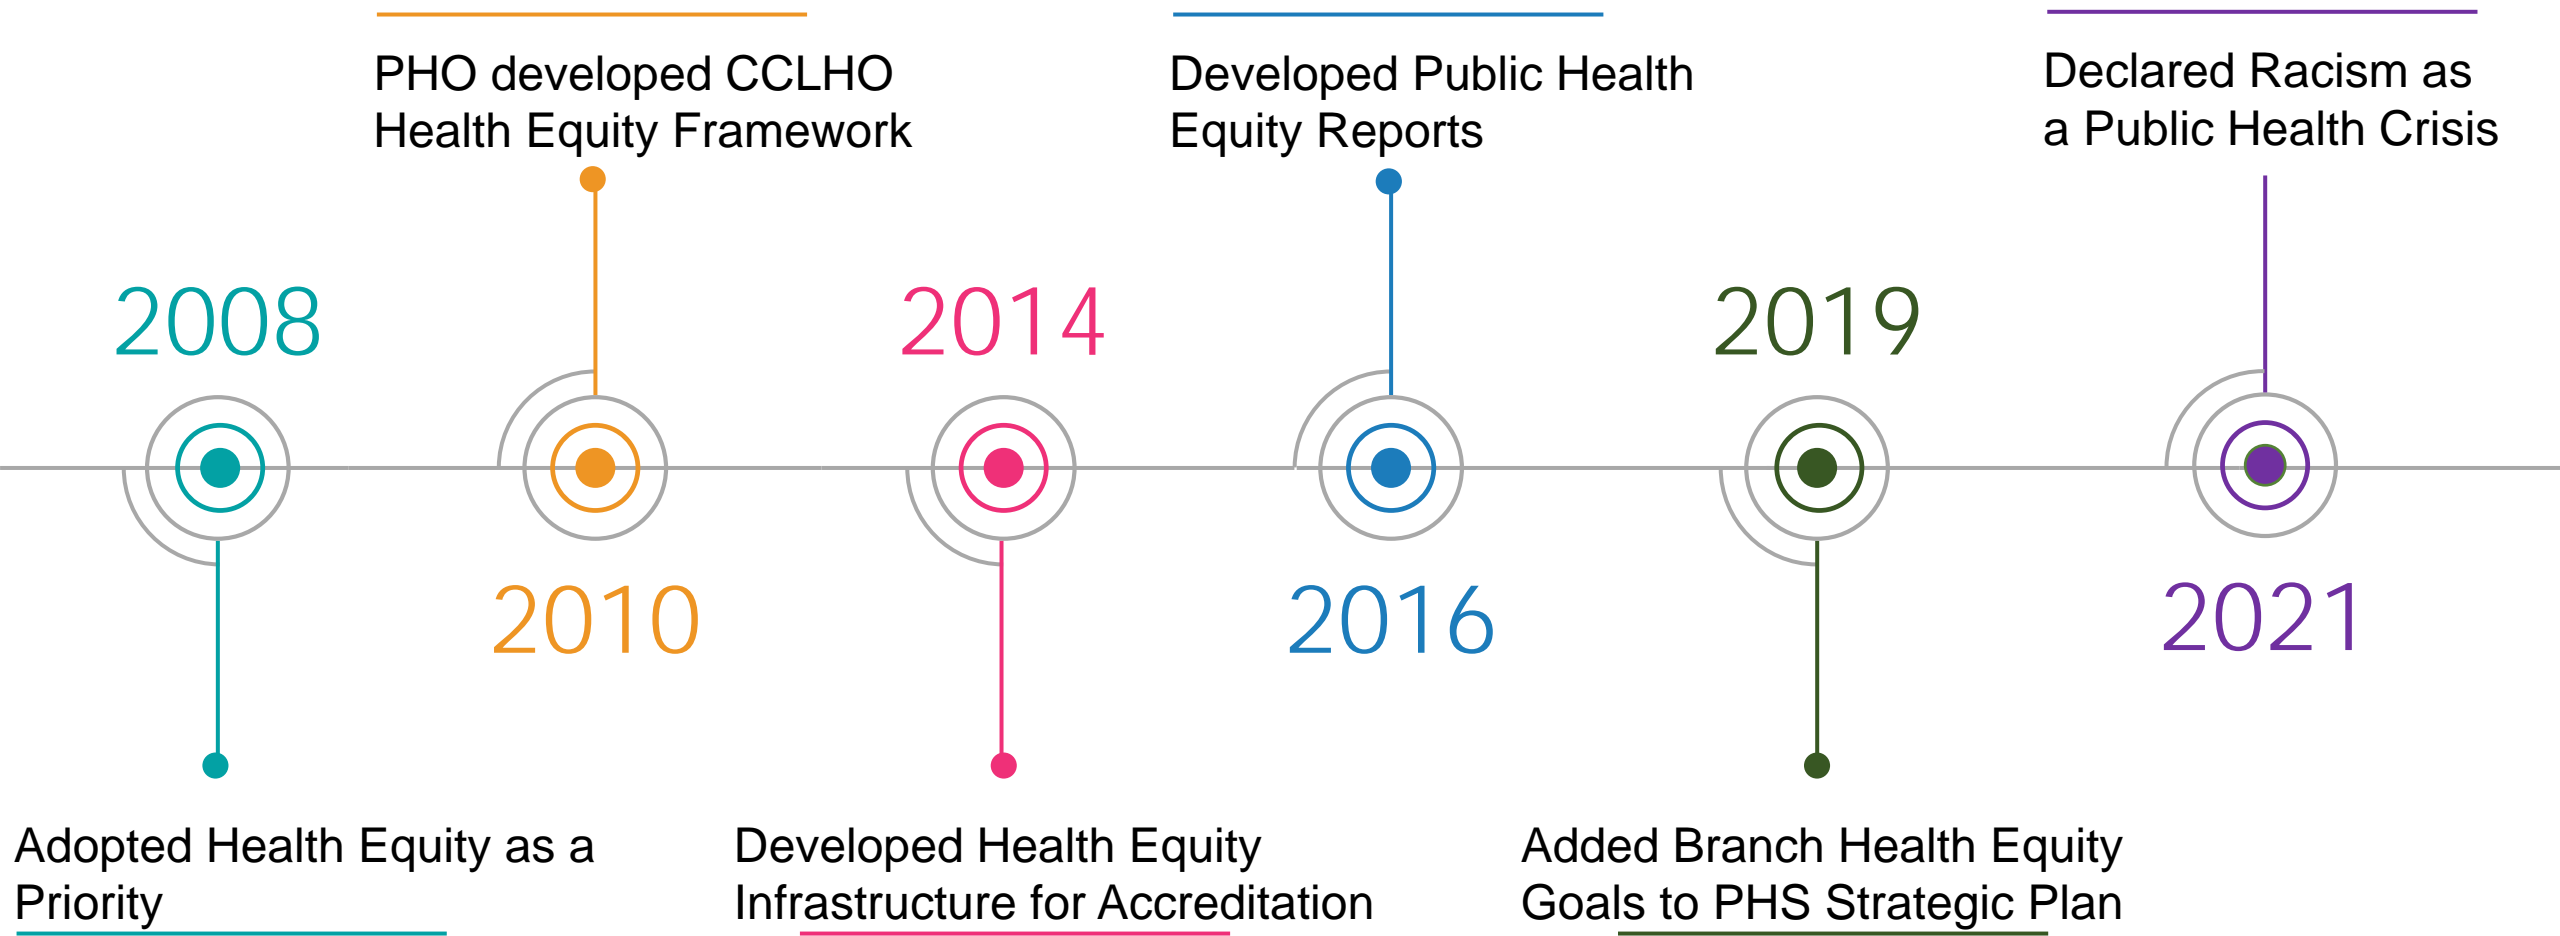 PHO developed CCLHO
Health Equity Framework
Developed Public Health
Equity Reports
Declared Racism as
a Public Health Crisis
2008
2014
2019
2010
2016
2021
Adopted Health Equity as a
Priority
Developed Health Equity
Infrastructure for Accreditation
Added Branch Health Equity
Goals to PHS Strategic Plan